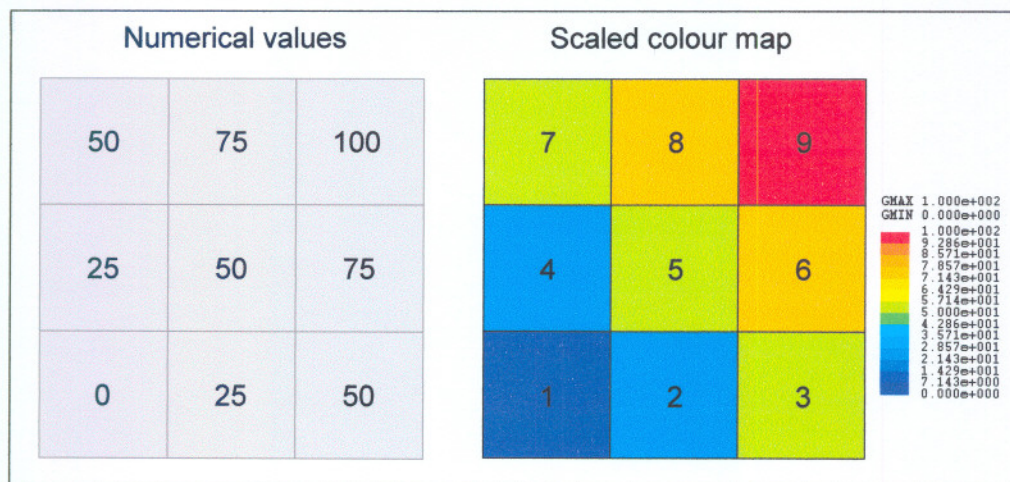 Numerical values
50 75 100
25 50 75
0 25 50
Scaled colour map
7 8 9
4 5 6
1 2 3
GMAX 1.000e+002
GMIN 0.000e+000
1.000e+002
9.286e+001
8.571e+001
7.857e+001
7.143e+001
6.429e+001
5.714e+001
5.000e+001
4.286e+001
3.571e+001
2.857e+001
2.143e+001
1.429e+001
7.143e+000
0.000e+000